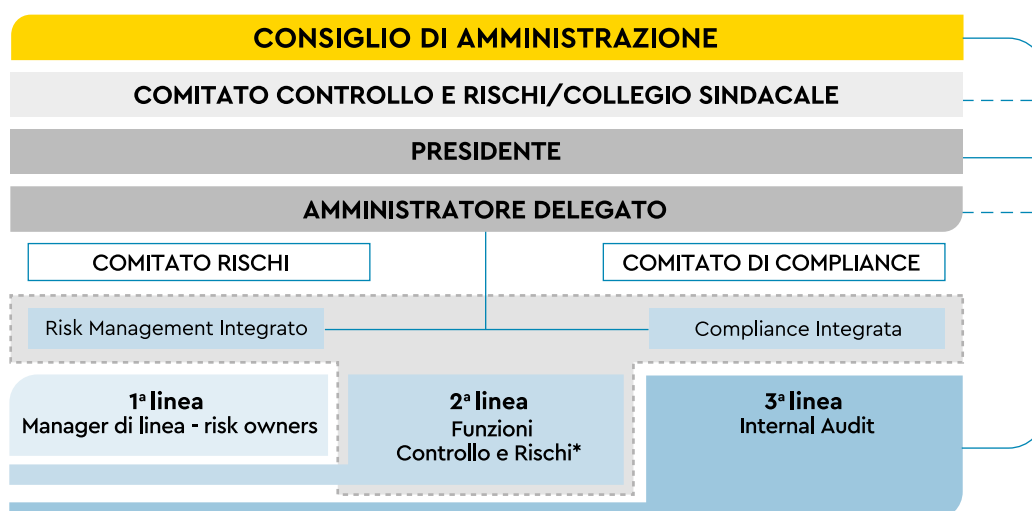 CONSIGLIO DI AMMINISTRAZIONE
COMITATO CONTROLLO E RISCHI/COLLEGIO SINDACALE
PRESIDENTE
AMMINISTRATORE DELEGATO
COMITATO RISCHI
COMITATO DI COMPLIANCE
Risk Management Integrato
Compliance Integrata
1ª linea
Manager di linea - risk owners
2ª linea
Funzioni
Controllo e Rischi*
3ª linea
Internal Audit